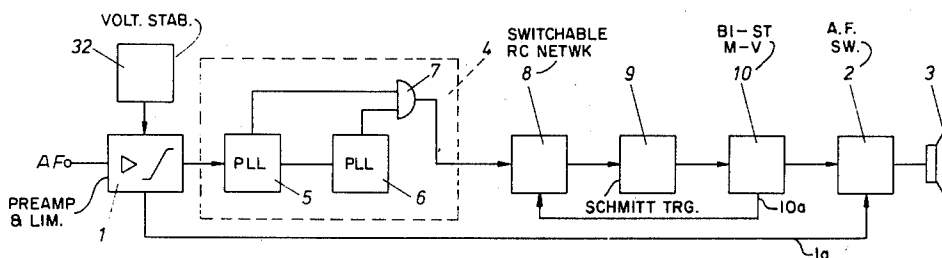 VOLT. STAB.
32
SWITCHABLE
RC NETWK
8
BI-ST
M-V
10
A.F.
SW.
2
3
4
7
9
AF
PLL
PLL
PREAMP
& LIM.
1
5
6
SCHMITT TRG.
10a
1a